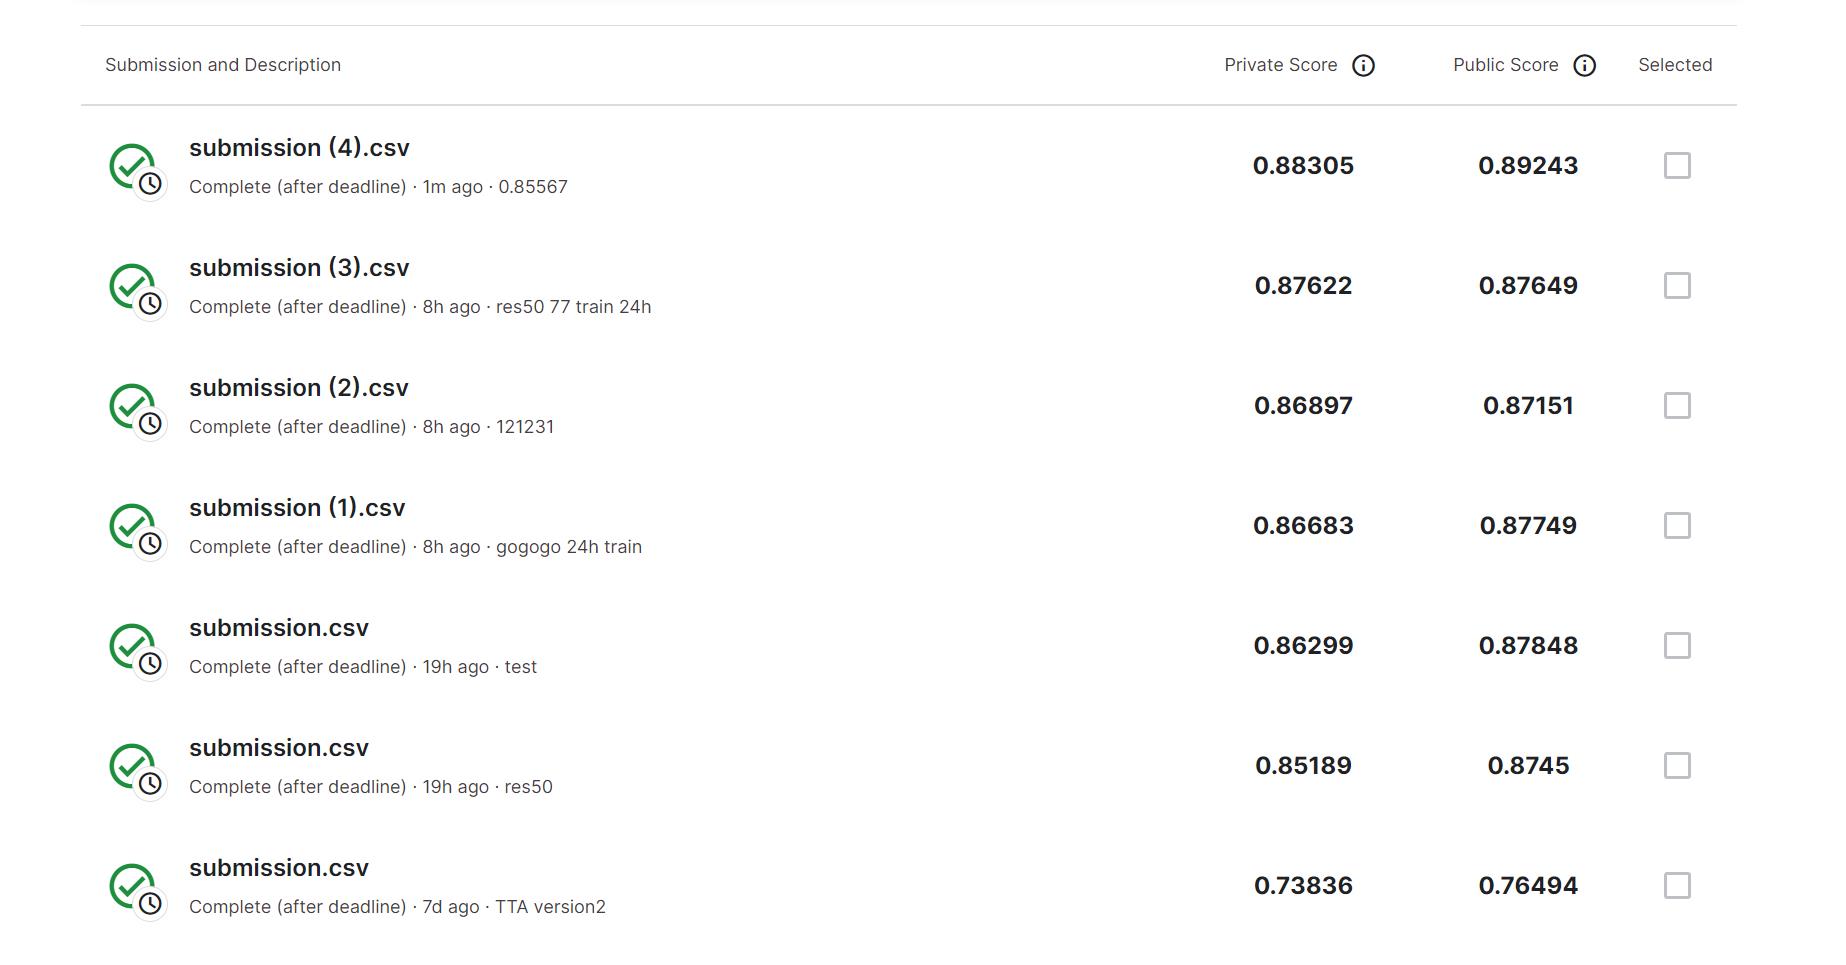 Submission and Description Private Score Public Score Selected
submission (4).csv
Complete (after deadline) · 1m ago · 0.85567
0.88305 0.89243
submission (3).csv
Complete (after deadline) · 8h ago · res50 77 train 24h
0.87622 0.87649
submission (2).csv
Complete (after deadline) · 8h ago · 121231
0.86897 0.87151
submission (1).csv
Complete (after deadline) · 8h ago · gogogo 24h train
0.86683 0.87749
submission.csv
Complete (after deadline) · 19h ago · test
0.86299 0.87848
submission.csv
Complete (after deadline) · 19h ago · res50
0.85189 0.8745
submission.csv
Complete (after deadline) · 7d ago · TTA version2
0.73836 0.76494